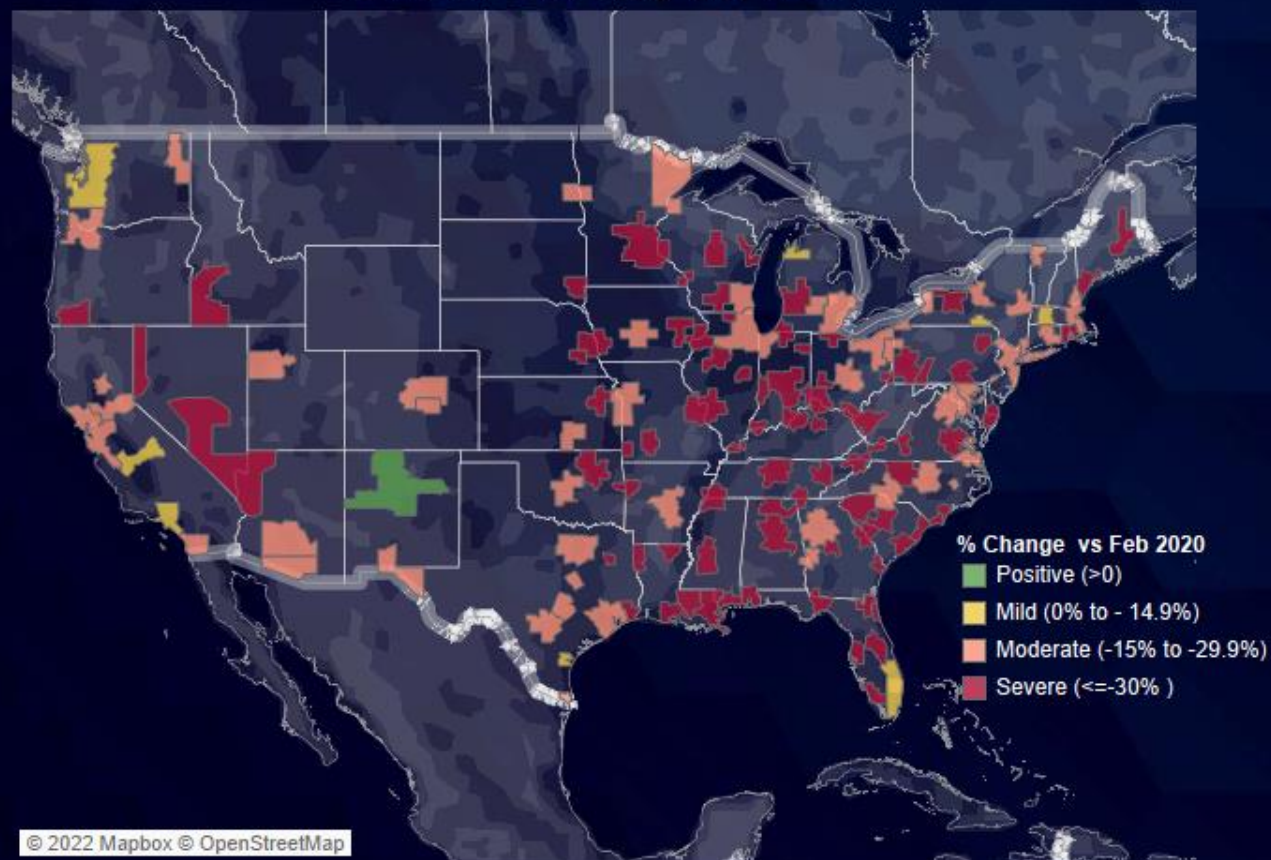 % Change vs Feb 2020
Positive (>0)
Mild (0% to - 14.9%)
Moderate (-15% to -29.9%)
Severe (<=-30% )
© 2022 Mapbox © OpenStreetMap